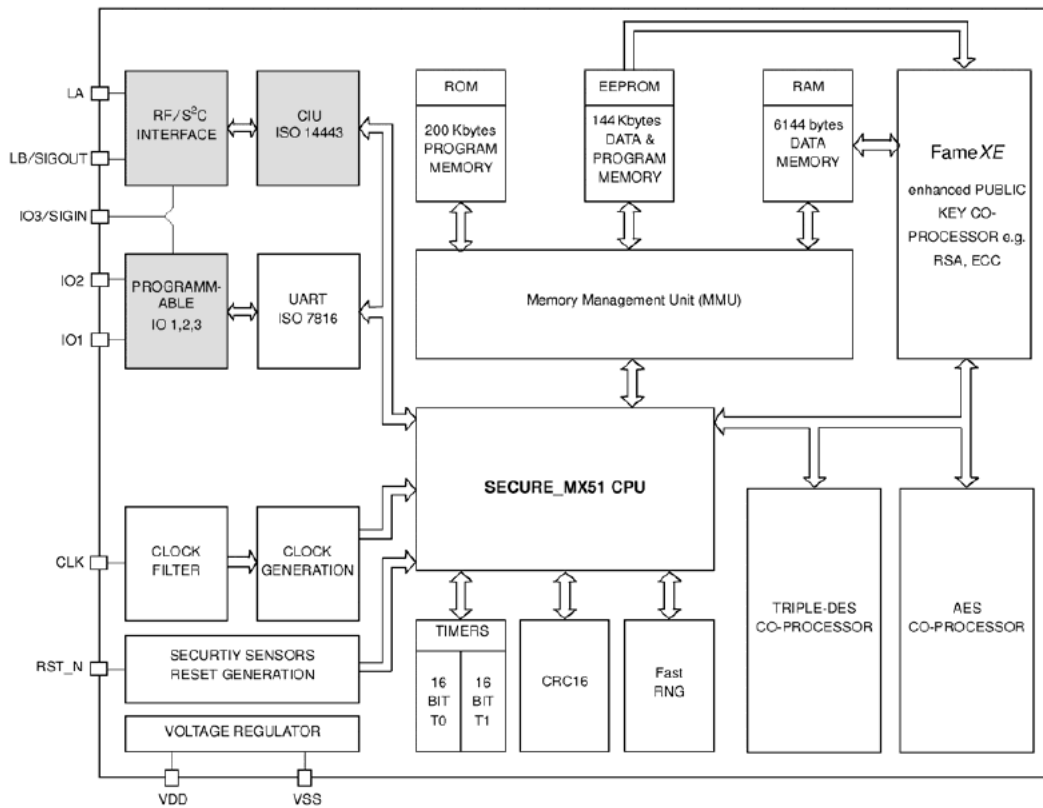 LA
LB/SIGOUT
IO3/SIGIN
IO2
IO1
CLK
RST_N
VDD
VSS
RF/S²C
INTERFACE
CIU
ISO 14443
PROGRAMM-
ABLE
IO 1,2,3
UART
ISO 7816
CLOCK
FILTER
CLOCK
GENERATION
SECURTIY SENSORS
RESET GENERATION
VOLTAGE REGULATOR
ROM
200 Kbytes
PROGRAM
MEMORY
EEPROM
144 Kbytes
DATA &
PROGRAM
MEMORY
RAM
6144 bytes
DATA
MEMORY
FameXE
enhanced PUBLIC
KEY CO-
PROCESSOR e.g.
RSA, ECC
Memory Management Unit (MMU)
SECURE_MX51 CPU
TIMERS
16
BIT
T0
16
BIT
T1
CRC16
Fast
RNG
TRIPLE-DES
CO-PROCESSOR
AES
CO-PROCESSOR